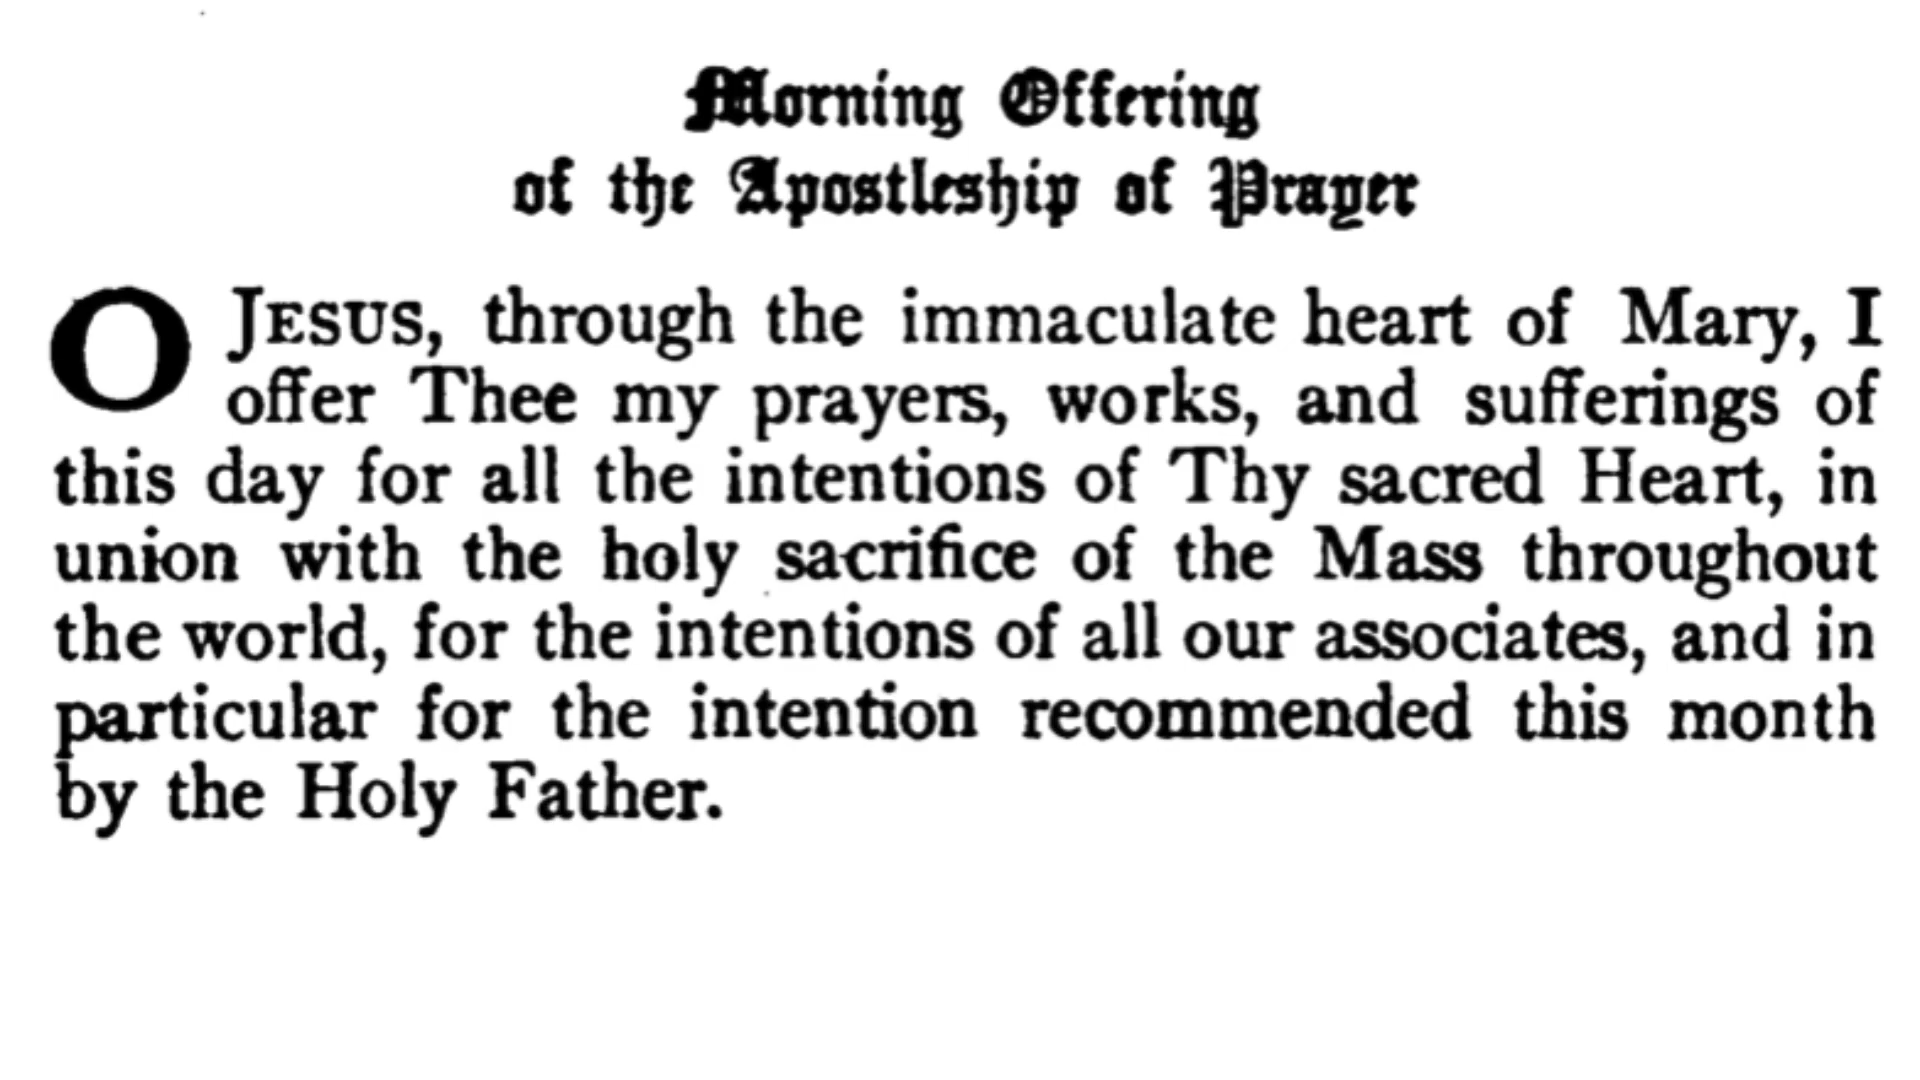 Morning Offering
of the Apostleship of Prayer
O JESUS, through the immaculate heart of Mary, I
offer Thee my prayers, works, and sufferings of
this day for all the intentions of Thy sacred Heart, in
union with the holy sacrifice of the Mass throughout
the world, for the intentions of all our associates, and in
particular for the intention recommended this month
by the Holy Father.